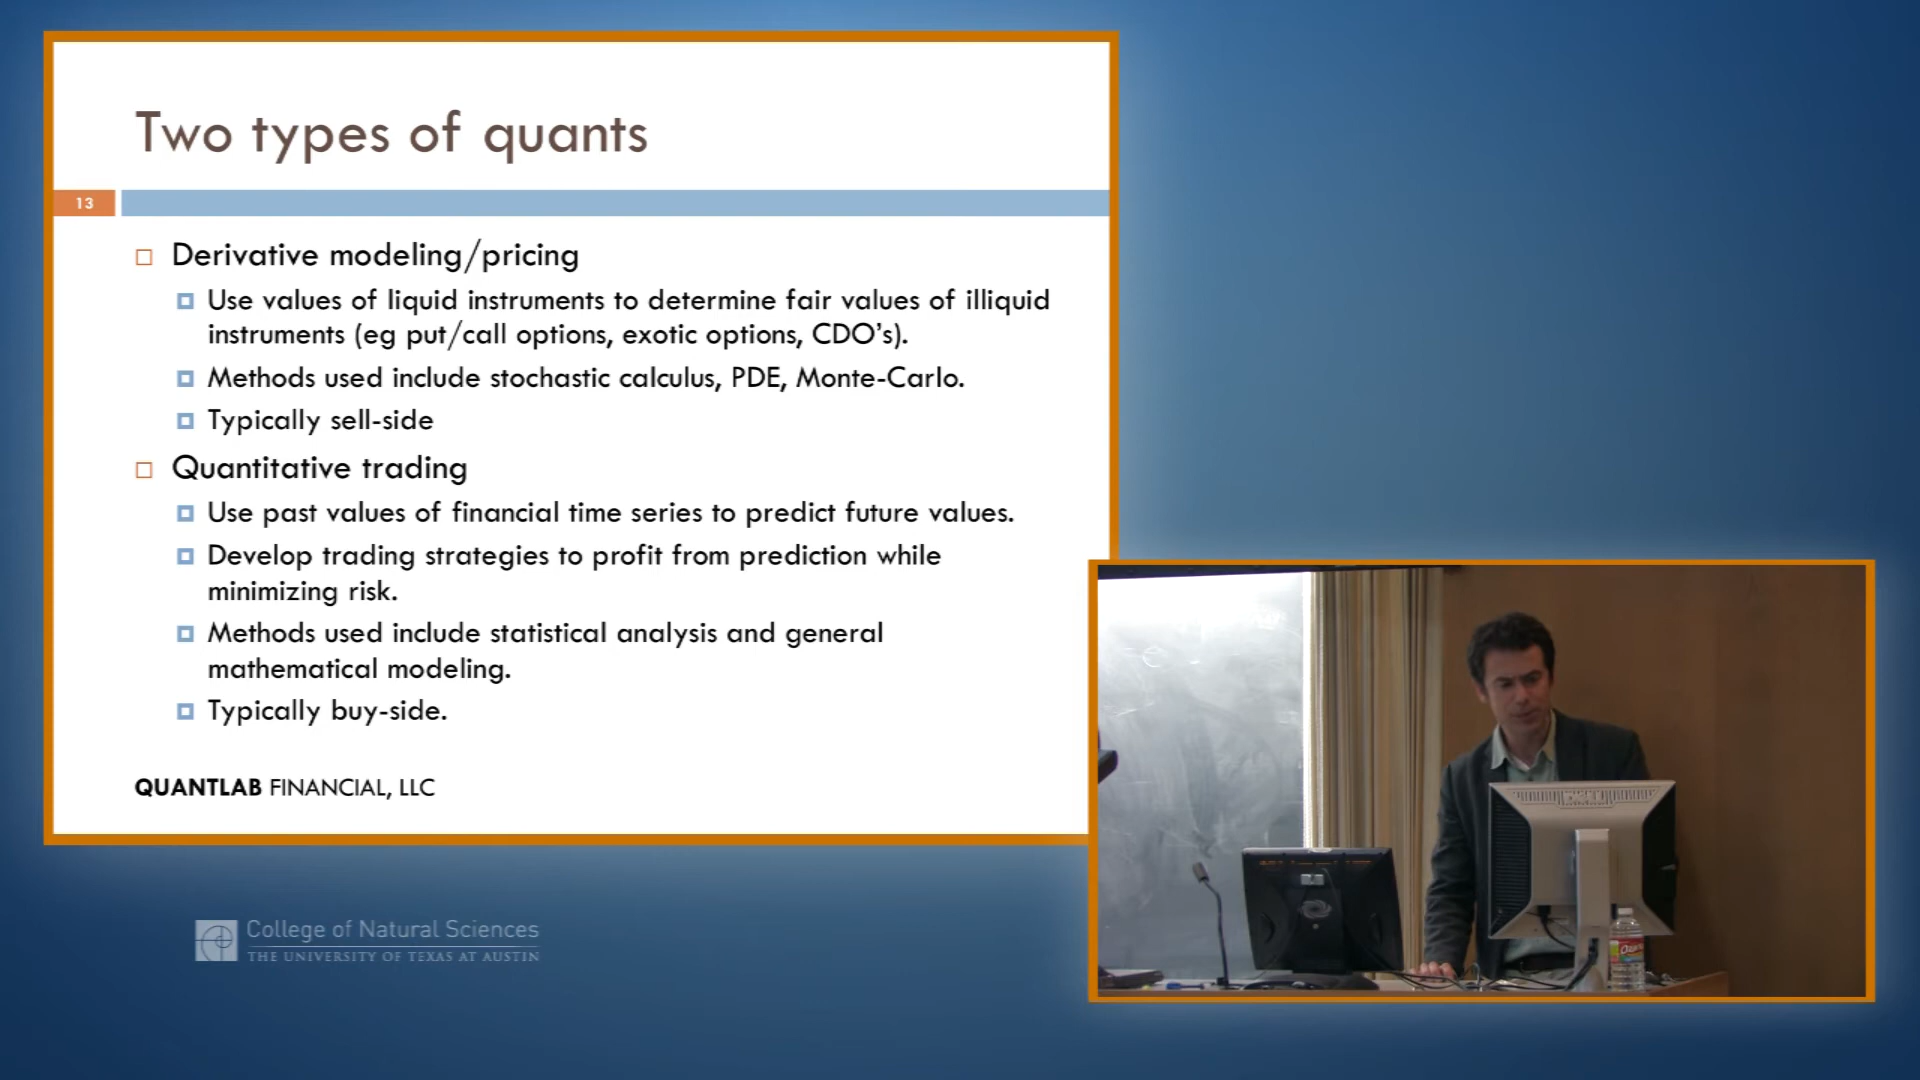 Two types of quants
13
Derivative modeling/pricing
Use values of liquid instruments to determine fair values of illiquid
instruments (eg put/call options, exotic options, CDO's).
Methods used include stochastic calculus, PDE, Monte-Carlo.
Typically sell-side
Quantitative trading
Use past values of financial time series to predict future values.
Develop trading strategies to profit from prediction while
minimizing risk.
Methods used include statistical analysis and general
mathematical modeling.
Typically buy-side.
QUANTLAB FINANCIAL, LLC
College of Natural Sciences
THE UNIVERSITY OF TEXAS AT AUSTIN